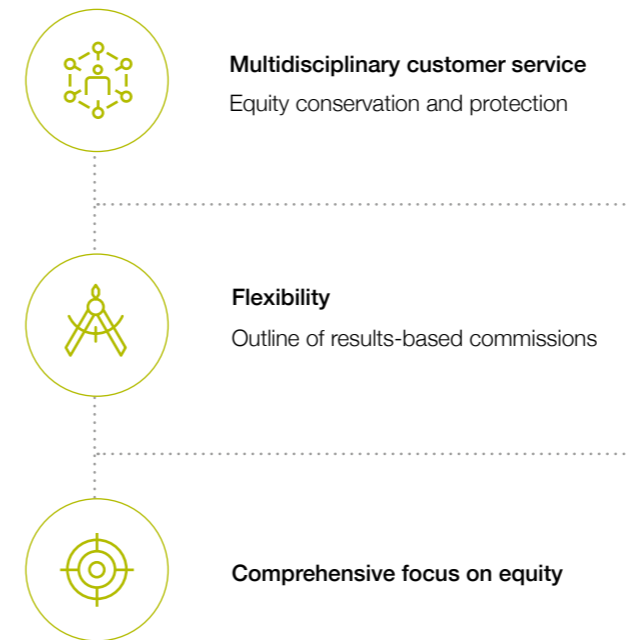 Multidisciplinary customer service
Equity conservation and protection
Flexibility
Outline of results-based commissions
Comprehensive focus on equity